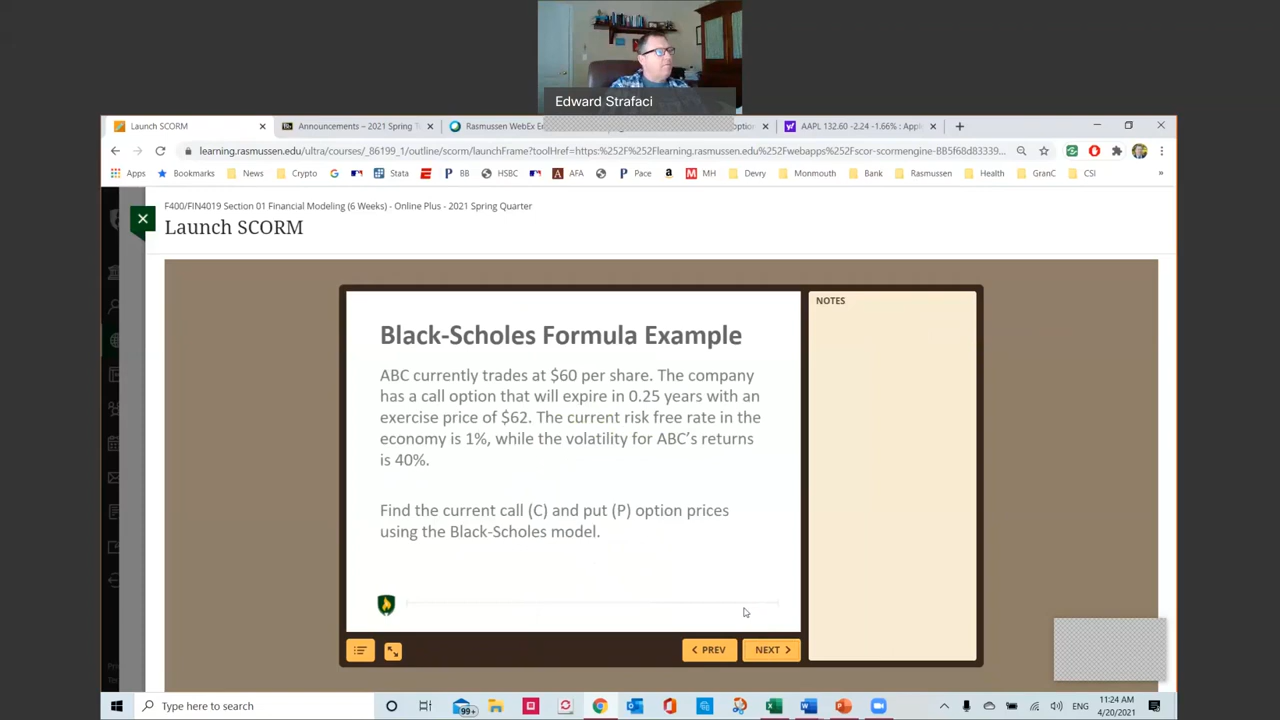 Edward Strafaci
Launch SCORM
Announcements – 2021 Spring T
Rasmussen WebEx En
option
AAPL 132.60 -2.24 -1.66% : Appl
learning.rasmussen.edu/ultra/courses/_86199_1/outline/scorm/launchFrame?toolHref=https:%252F%252Flearning.rasmussen.edu%252Fwebapps%252Fscor-scormengine-BB5f68d83339...
Apps
Bookmarks
News
Crypto
Stata
PP
HSBC
AFA
Pace
MH
Devry
Monmouth
Bank
Rasmussen
Health
GranC
CSI
F400/FIN4019 Section 01 Financial Modeling (6 Weeks) - Online Plus - 2021 Spring Quarter
Launch SCORM
Black-Scholes Formula Example
ABC currently trades at $60 per share. The company
has a call option that will expire in 0.25 years with an
exercise price of $62. The current risk free rate in the
economy is 1%, while the volatility for ABC's returns
is 40%.
Find the current call (C) and put (P) option prices
using the Black-Scholes model.
NOTES
PREV
NEXT
Type here to search
99+
ENG
11:24 AM
4/20/2021